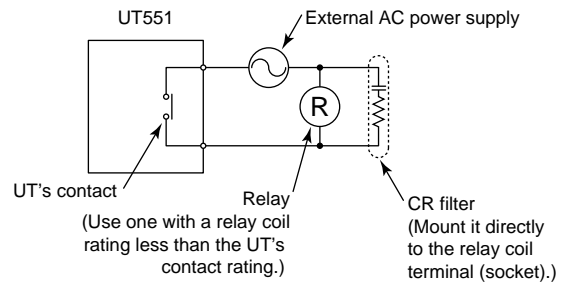 UT551
External AC power supply
R
UT's contact
Relay
(Use one with a relay coil
rating less than the UT's
contact rating.)
CR filter
(Mount it directly
to the relay coil
terminal (socket).)